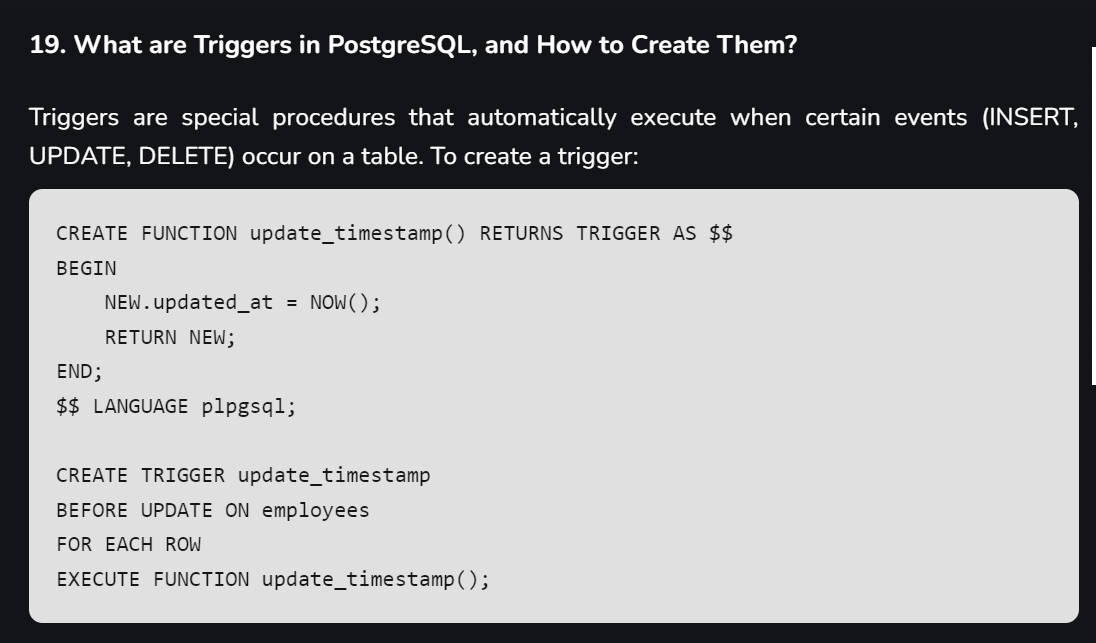 19. What are Triggers in PostgreSQL, and How to Create Them?
Triggers are special procedures that automatically execute when certain events (INSERT,
UPDATE, DELETE) occur on a table. To create a trigger:
CREATE FUNCTION update_timestamp() RETURNS TRIGGER AS $$
BEGIN
    NEW.updated_at = NOW();
    RETURN NEW;
END;
$$ LANGUAGE plpgsql;
CREATE TRIGGER update_timestamp
BEFORE UPDATE ON employees
FOR EACH ROW
EXECUTE FUNCTION update_timestamp();